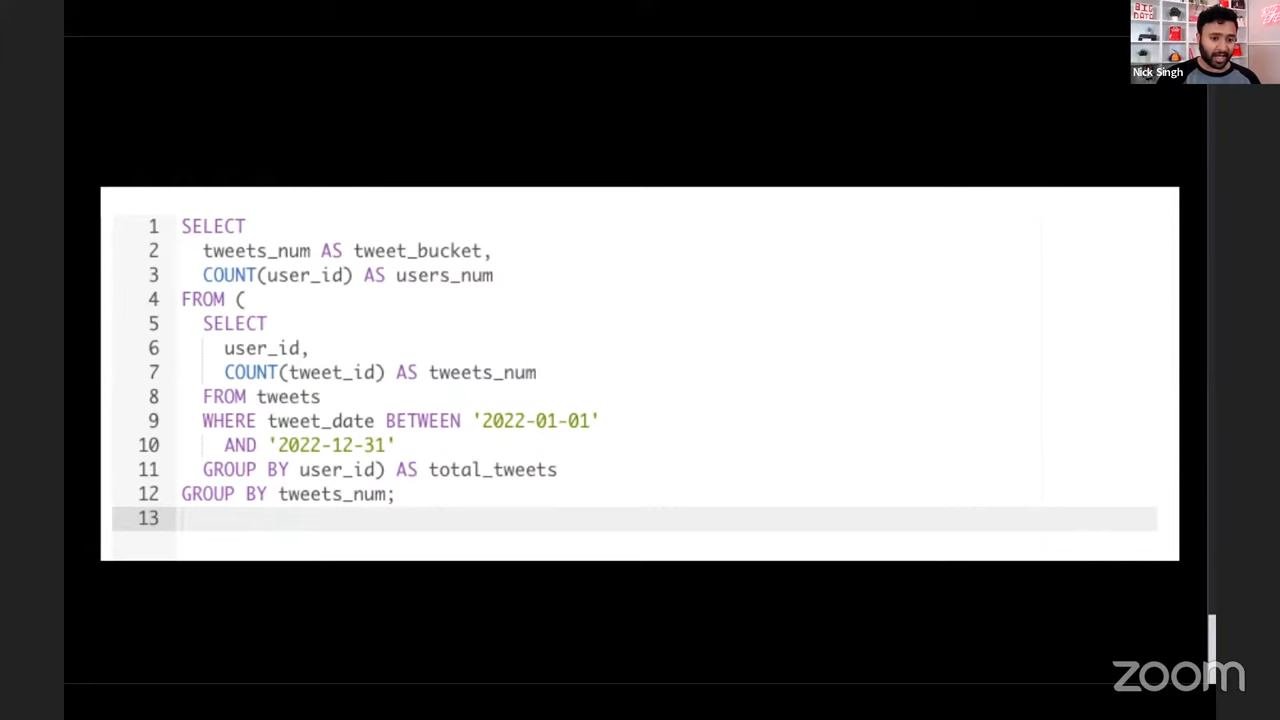 BIG
DATA
Nick Singh
1 SELECT
2 tweets_num AS tweet_bucket,
3 COUNT(user_id) AS users_num
4 FROM (
5 SELECT
6 user_id,
7 COUNT(tweet_id) AS tweets_num
8 FROM tweets
9 WHERE tweet_date BETWEEN '2022-01-01'
10 AND '2022-12-31'
11 GROUP BY user_id) AS total_tweets
12 GROUP BY tweets_num;
13
zoom